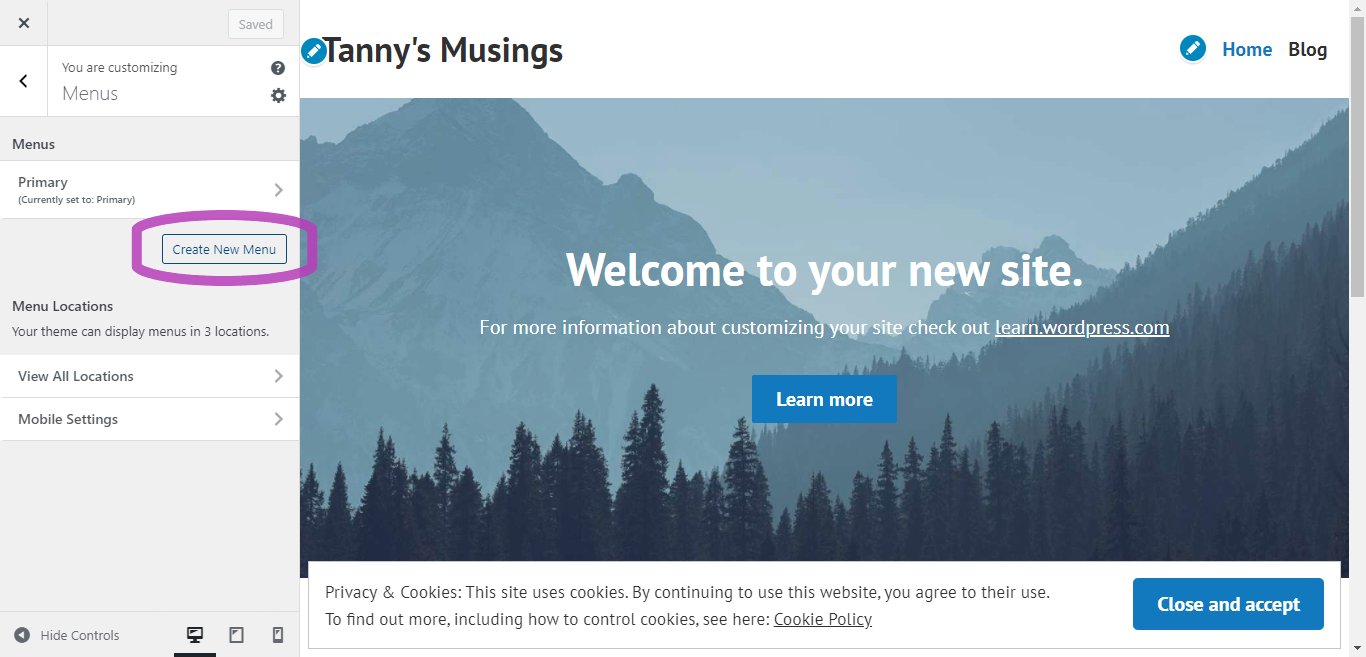 Saved
You are customizing
Menus
Menus
Primary
(Currently set to: Primary)
Create New Menu
Menu Locations
Your theme can display menus in 3 locations.
View All Locations
Mobile Settings
Hide Controls
Tanny's Musings
Home Blog
Welcome to your new site.
For more information about customizing your site check out learn.wordpress.com
Learn more
Privacy & Cookies: This site uses cookies. By continuing to use this website, you agree to their use.
To find out more, including how to control cookies, see here: Cookie Policy
Close and accept